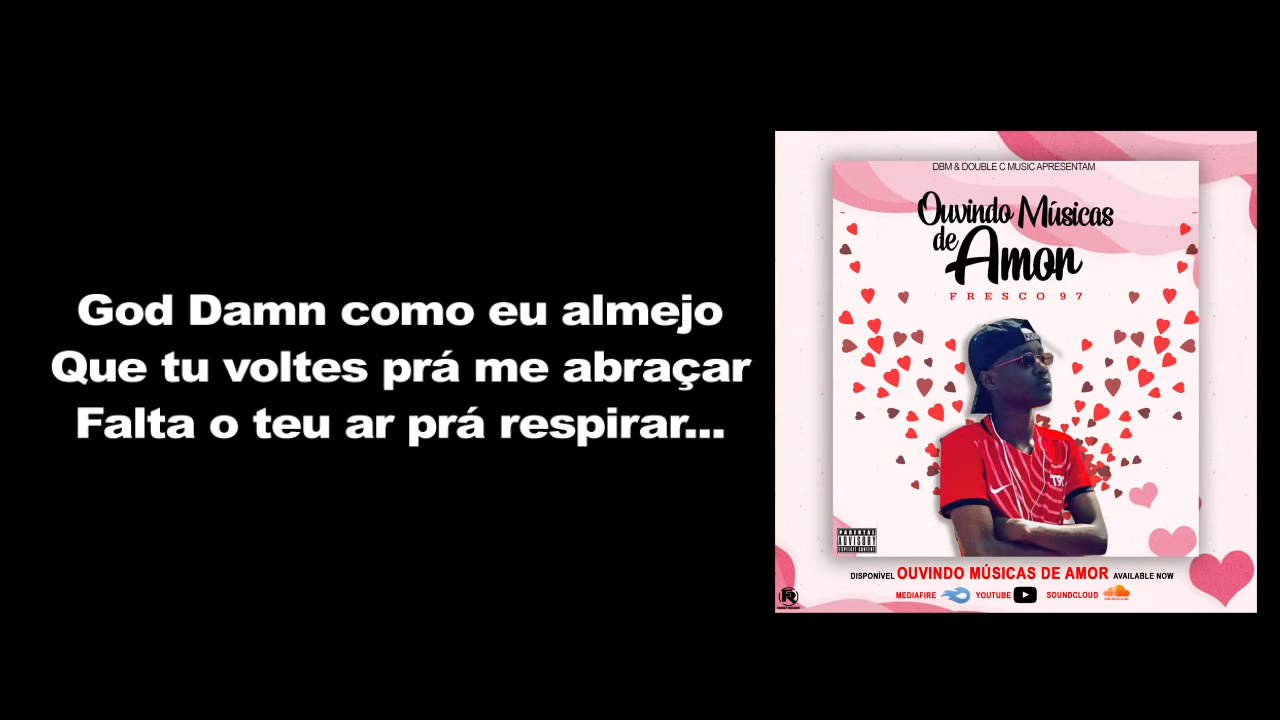 God Damn como eu almejo
Que tu voltes prá me abraçar
Falta o teu ar prá respirar...
DBM & DOUBLE C MUSIC APRESENTAM
Ouvindo Músicas
de Amor
FRESCO 97
T97
PARENTAL
ADVISORY
EXPLICIT CONTENT
DISPONÍVEL OUVINDO MÚSICAS DE AMOR AVAILABLE NOW
MEDIAFIRE YOUTUBE SOUNDCLOUD